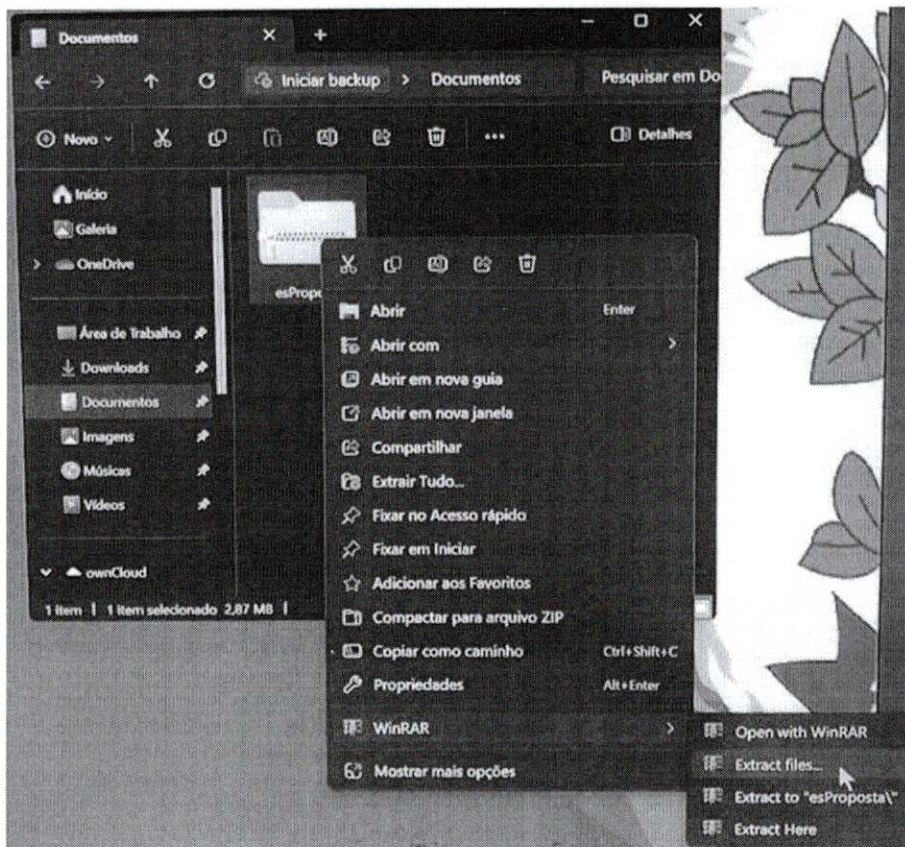 Documentos
Iniciar backup > Documentos
Pesquisar em Do
Novo
Detalhes
Início
Galeria
OneDrive
Área de Trabalho
Downloads
Documentos
Imagens
Músicas
Vídeos
ownCloud
1 item | 1 item selecionado 2,87 MB |
esPropo
Abrir Enter
Abrir com
Abrir em nova guia
Abrir em nova janela
Compartilhar
Extrair Tudo...
Fixar no Acesso rápido
Fixar em Iniciar
Adicionar aos Favoritos
Compactar para arquivo ZIP
Copiar como caminho Ctrl+Shift+C
Propriedades Alt+Enter
WinRAR
Mostrar mais opções
Open with WinRAR
Extract files...
Extract to "esProposta\"
Extract Here